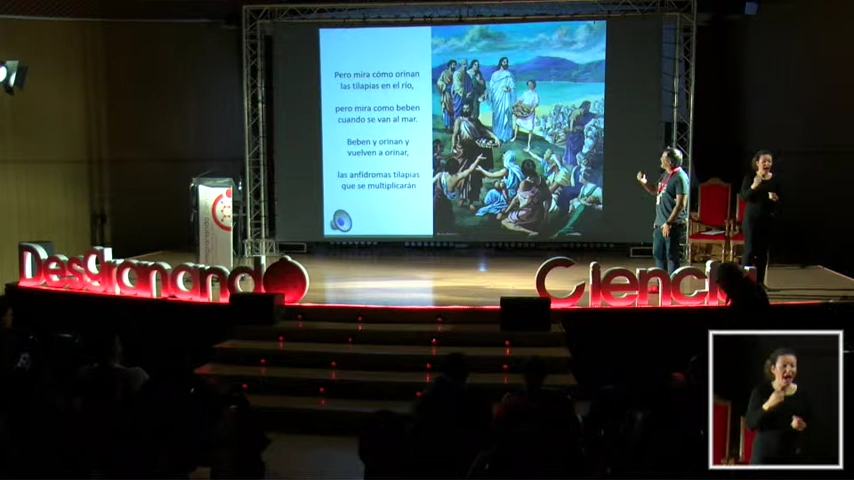 Pero mira cómo orinan
las tilapias en el río,
pero mira como beben
cuando se van al mar.
Beben y orinan y
vuelven a orinar,
las anfídromas tilapias
que se multiplicarán
Desgranando Ciencia